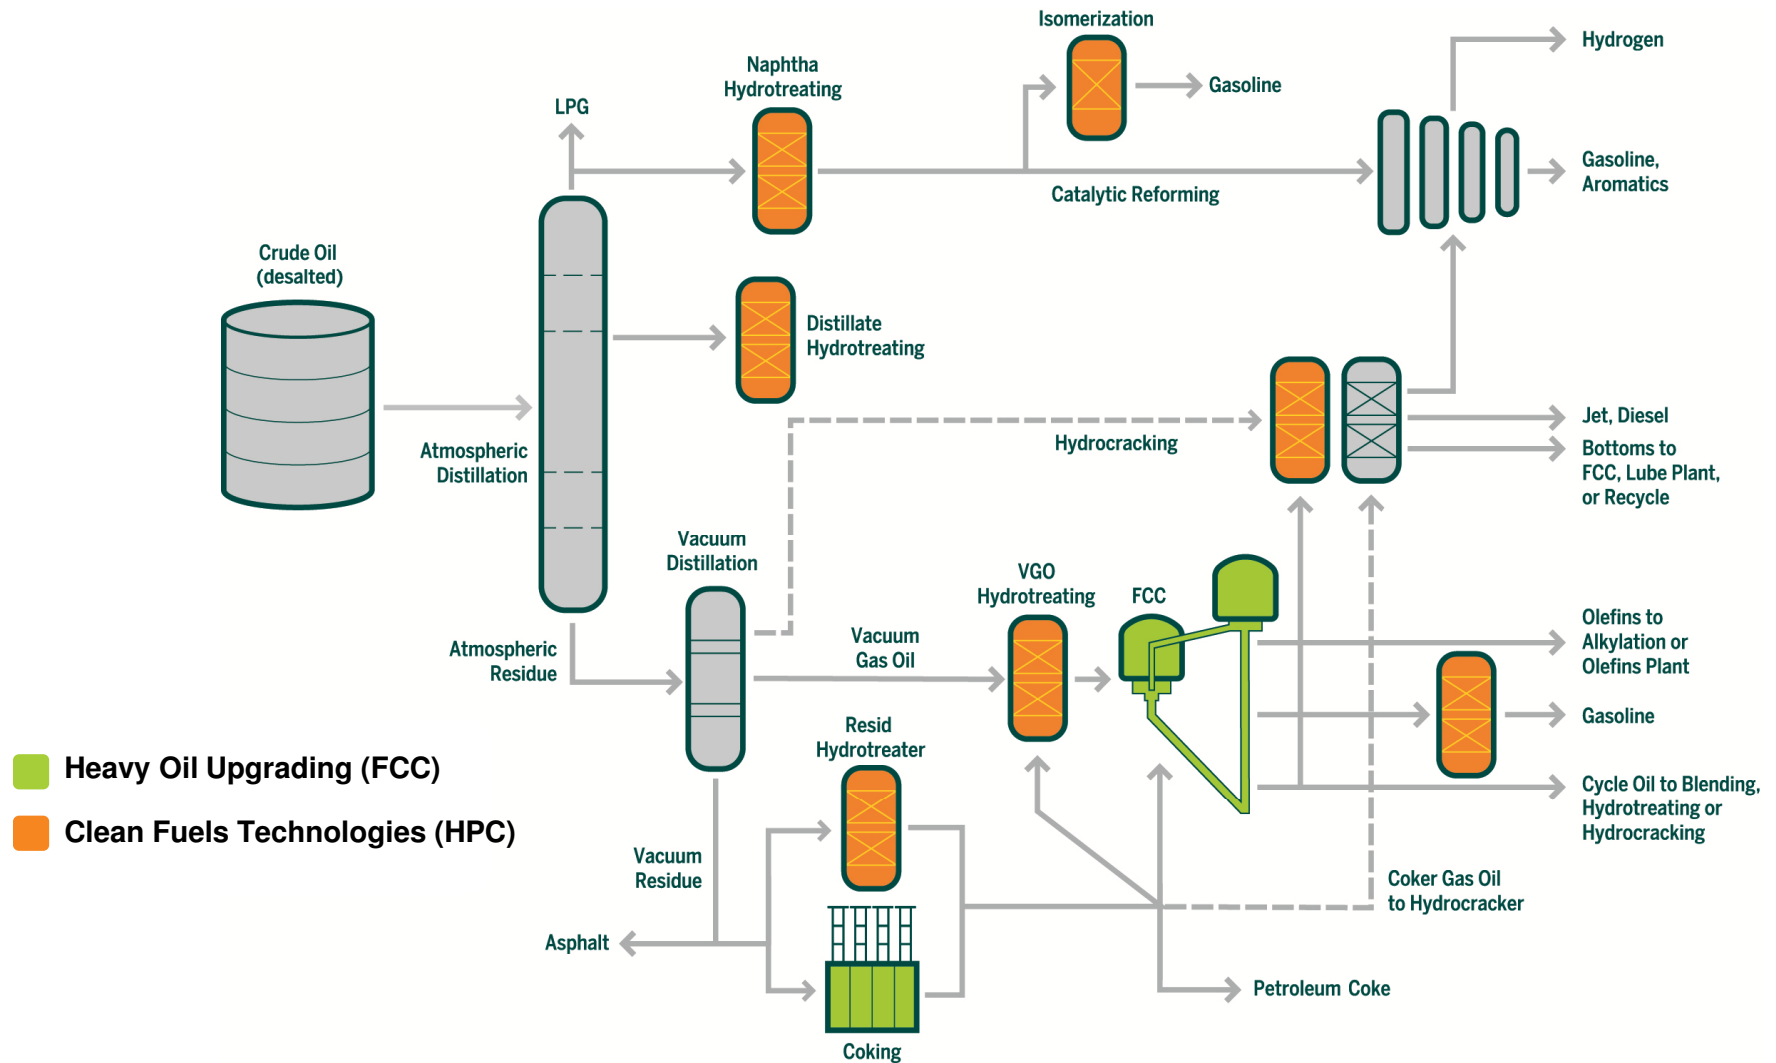 Isomerization
Hydrogen
Naphtha
Hydrotreating
Gasoline
LPG
Gasoline,
Aromatics
Catalytic Reforming
Crude Oil
(desalted)
Distillate
Hydrotreating
Atmospheric
Distillation
Hydrocracking
Jet, Diesel
Bottoms to
FCC, Lube Plant,
or Recycle
Vacuum
Distillation
VGO
Hydrotreating
FCC
Atmospheric
Residue
Vacuum
Gas Oil
Olefins to
Alkylation or
Olefins Plant
Gasoline
Resid
Hydrotreater
Heavy Oil Upgrading (FCC)
Clean Fuels Technologies (HPC)
Cycle Oil to Blending,
Hydrotreating or
Hydrocracking
Vacuum
Residue
Coker Gas Oil
to Hydrocracker
Asphalt
Petroleum Coke
Coking